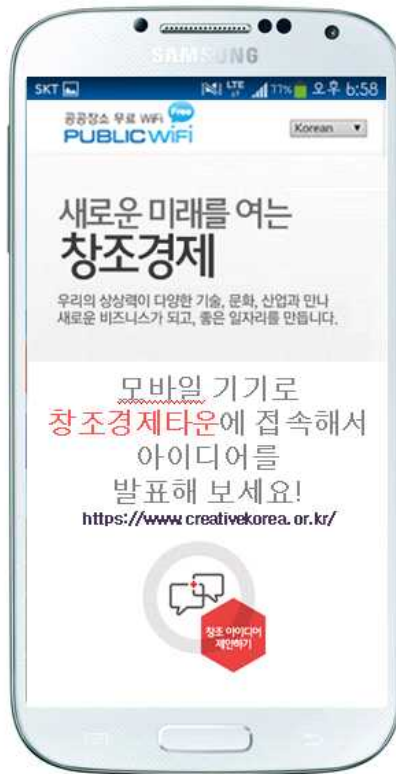 SAMSUNG
SKT LTE 77% 오후 6:58
공공장소 무료 WiFi Free
PUBLIC WiFi
Korean
새로운 미래를 여는
창조경제
우리의 상상력이 다양한 기술, 문화, 산업과 만나
새로운 비즈니스가 되고, 좋은 일자리를 만듭니다.
모바일 기기로
창조경제타운에 접속해서
아이디어를
발표해 보세요!
https://www.creativekorea.or.kr/
창조 아이디어
제안하기